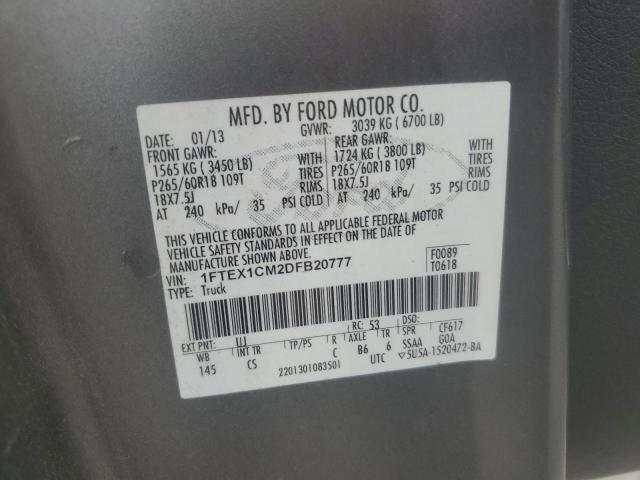 MFD. BY FORD MOTOR CO.
DATE: 01/13 GVWR: 3039 KG ( 6700 LB)
FRONT GAWR: REAR GAWR:
1565 KG ( 3450 LB) WITH 1724 KG ( 3800 LB) WITH
P265/60R18 109T TIRES P265/60R18 109T TIRES
18X7.5J RIMS 18X7.5J RIMS
AT 240 kPa/ 35 PSI COLD AT 240 kPa/ 35 PSI COLD
THIS VEHICLE CONFORMS TO ALL APPLICABLE FEDERAL MOTOR
VEHICLE SAFETY STANDARDS IN EFFECT ON THE DATE OF
MANUFACTURE SHOWN ABOVE.
VIN: 1FTEX1CM2DFB20777 F0089
TYPE: Truck T0618
EXT PNT: UJ RC: 53 DSO:
WB INT TR TP/PS R AXLE TR SPR CF617
145 CS C B6 6 SSAA GOA
2201301083501 UTC ▽5U5A-1520472-BA